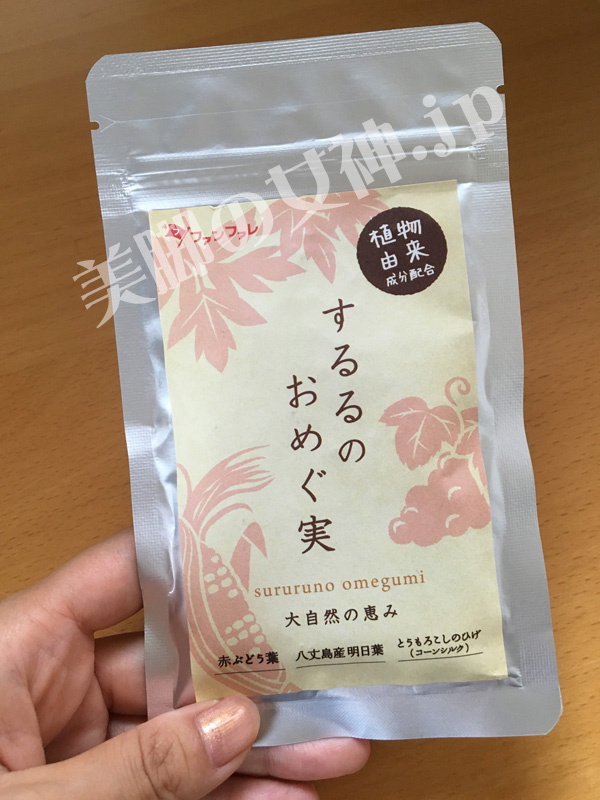 美脚の女神.jp
ファンファレ
植物
由来
成分配合
するるの
おめぐ実
sururuno omegumi
大自然の恵み
赤ぶどう葉
八丈島産明日葉
とうもろこしのひげ
(コーンシルク)